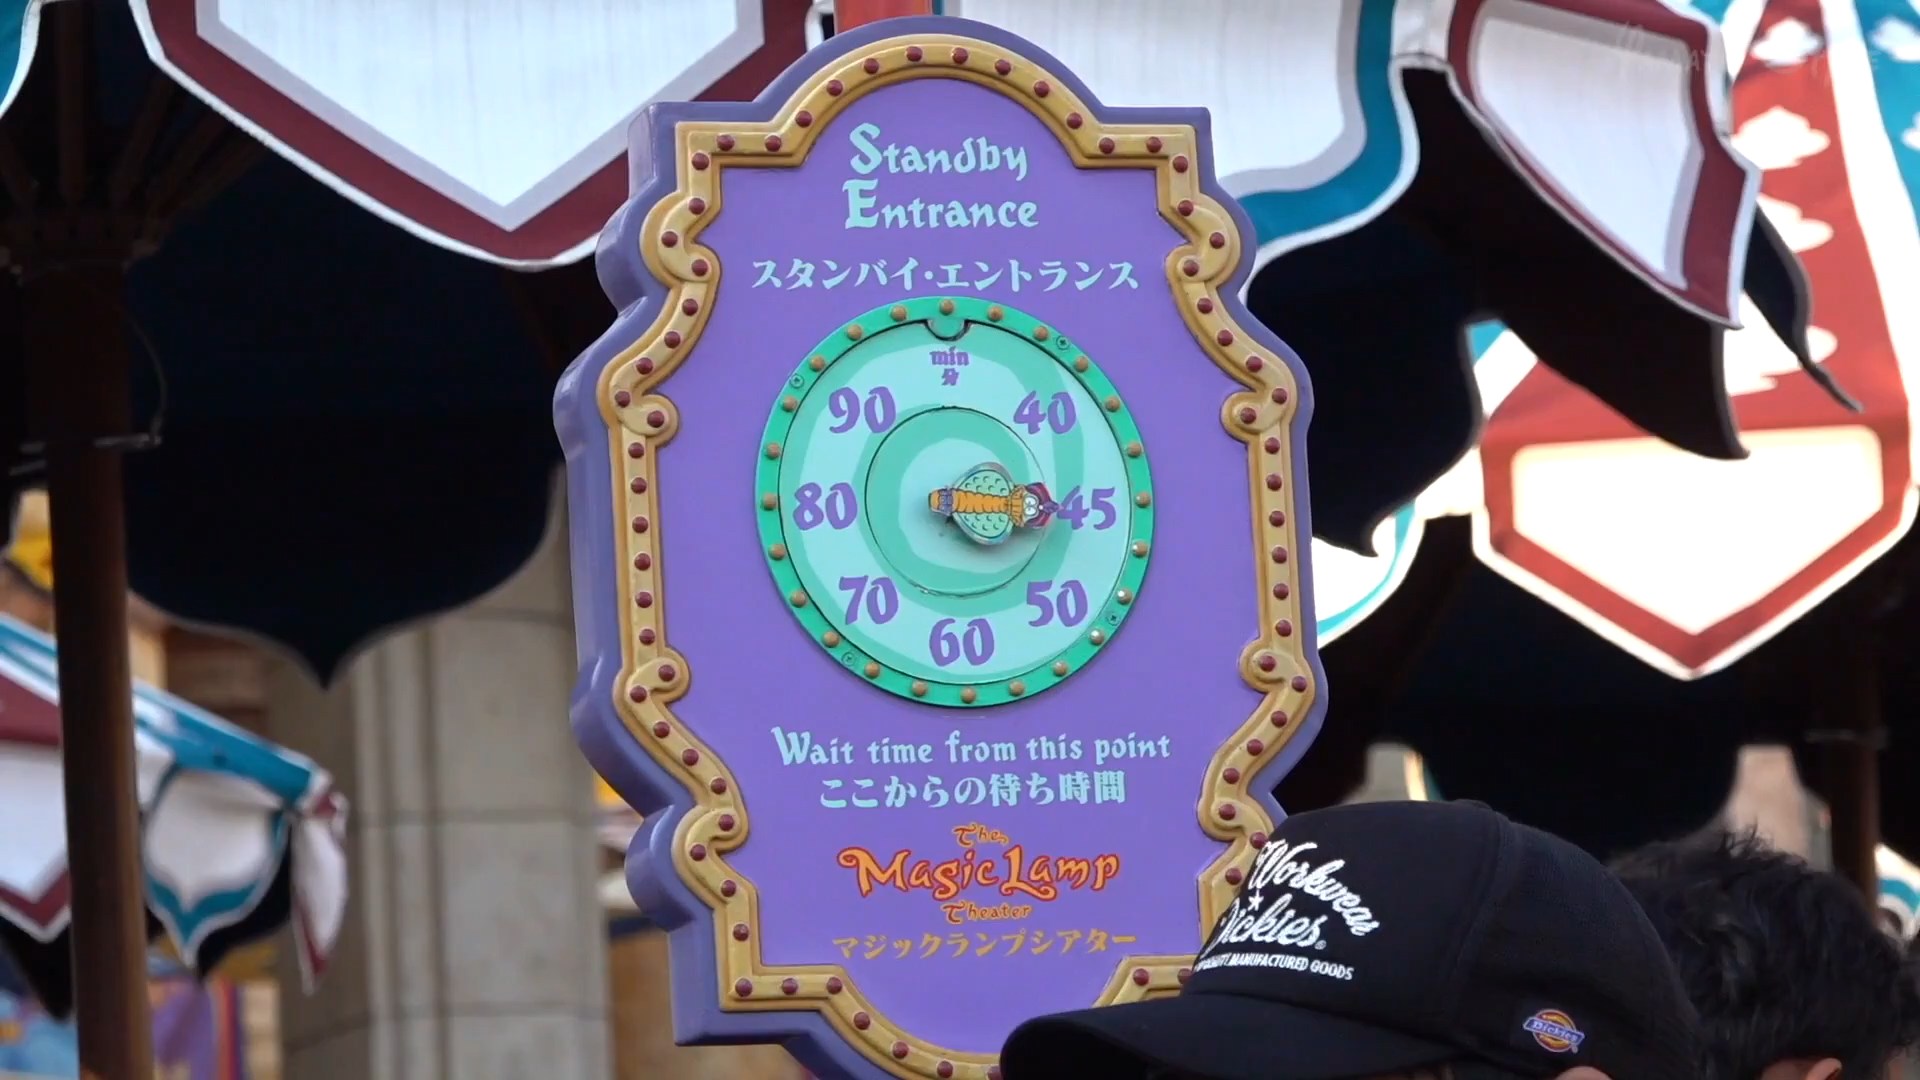 Standby
Entrance
スタンバイ・エントランス
min
分
90
40
80
45
70
50
60
Wait time from this point
ここからの待ち時間
The
Magic Lamp
Theater
マジックランプシアター
Workwear
Dickies
QUALITY MANUFACTURED GOODS
Dickies